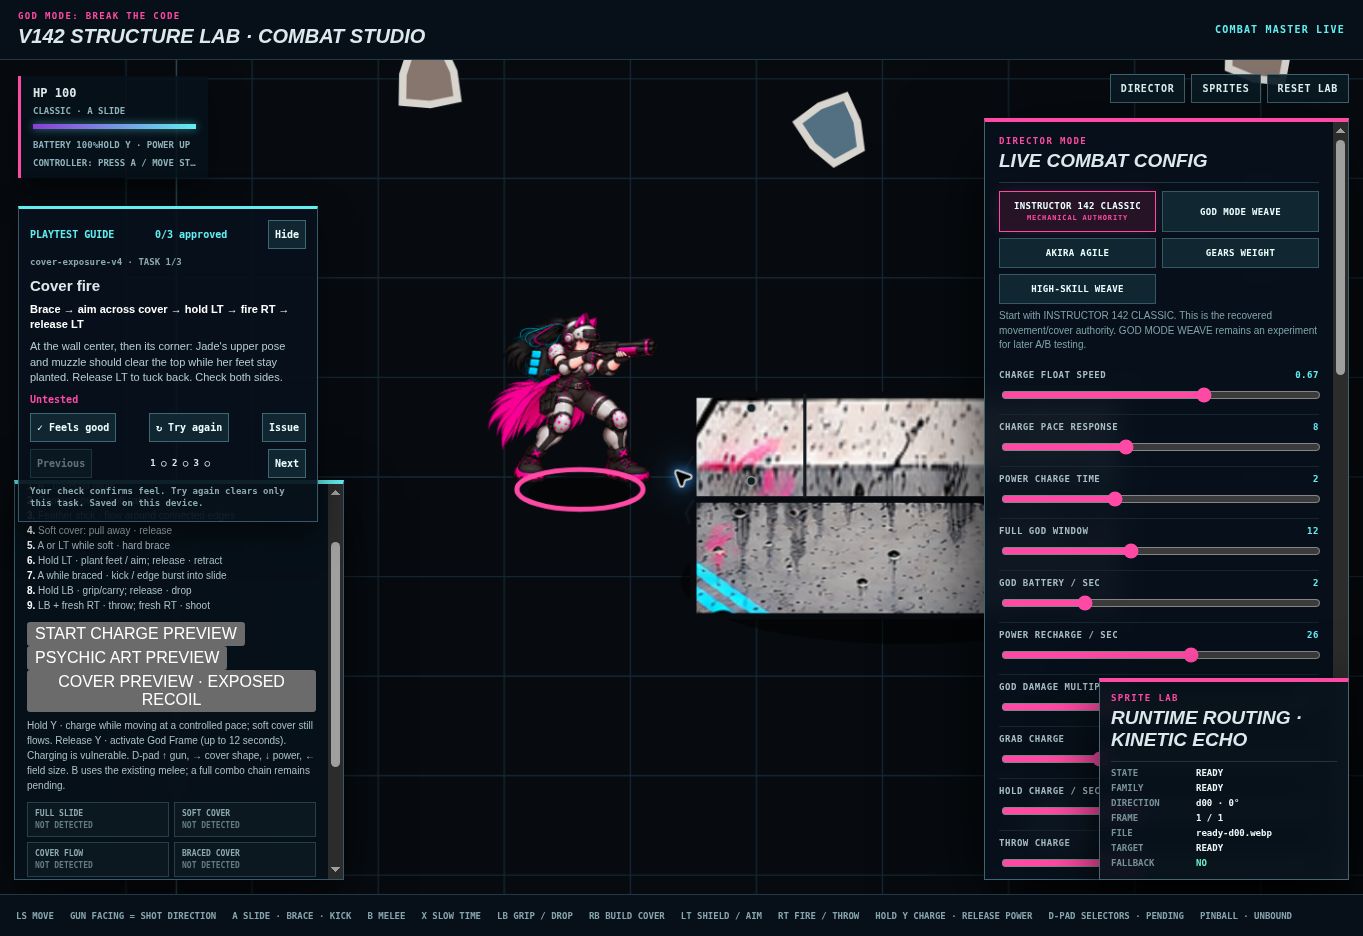 GOD MODE: BREAK THE CODE
V142 STRUCTURE LAB · COMBAT STUDIO
COMBAT MASTER LIVE
HP 100
CLASSIC · A SLIDE
BATTERY 100%HOLD Y · POWER UP
CONTROLLER: PRESS A / MOVE ST…
DIRECTOR
SPRITES
RESET LAB
PLAYTEST GUIDE
0/3 approved
Hide
cover-exposure-v4 · TASK 1/3
Cover fire
Brace → aim across cover → hold LT → fire RT →
release LT
At the wall center, then its corner: Jade's upper pose
and muzzle should clear the top while her feet stay
planted. Release LT to tuck back. Check both sides.
Untested
✓ Feels good
↻ Try again
Issue
Previous
1 ○ 2 ○ 3 ○
Next
Your check confirms feel. Try again clears only
this task. Saved on this device.
4. Soft cover: pull away · release
5. A or LT while soft · hard brace
6. Hold LT · plant feet / aim; release · retract
7. A while braced · kick / edge burst into slide
8. Hold LB · grip/carry; release · drop
9. LB + fresh RT · throw; fresh RT · shoot
START CHARGE PREVIEW
PSYCHIC ART PREVIEW
COVER PREVIEW · EXPOSED
RECOIL
Hold Y · charge while moving at a controlled pace; soft cover still
flows. Release Y · activate God Frame (up to 12 seconds).
Charging is vulnerable. D-pad ↑ gun, → cover shape, ↓ power, ←
field size. B uses the existing melee; a full combo chain remains
pending.
FULL SLIDE
NOT DETECTED
SOFT COVER
NOT DETECTED
COVER FLOW
NOT DETECTED
BRACED COVER
NOT DETECTED
DIRECTOR MODE
LIVE COMBAT CONFIG
INSTRUCTOR 142 CLASSIC
MECHANICAL AUTHORITY
GOD MODE WEAVE
AKIRA AGILE
GEARS WEIGHT
HIGH-SKILL WEAVE
Start with INSTRUCTOR 142 CLASSIC. This is the recovered
movement/cover authority. GOD MODE WEAVE remains an experiment
for later A/B testing.
CHARGE FLOAT SPEED 0.67
CHARGE PACE RESPONSE 8
POWER CHARGE TIME 2
FULL GOD WINDOW 12
GOD BATTERY / SEC 2
POWER RECHARGE / SEC 26
GOD DAMAGE MULTIP
GRAB CHARGE
HOLD CHARGE / SEC
THROW CHARGE
SPRITE LAB
RUNTIME ROUTING ·
KINETIC ECHO
STATE READY
FAMILY READY
DIRECTION d00 · 0°
FRAME 1 / 1
FILE ready-d00.webp
TARGET READY
FALLBACK NO
LS MOVE GUN FACING = SHOT DIRECTION A SLIDE · BRACE · KICK B MELEE X SLOW TIME LB GRIP / DROP RB BUILD COVER LT SHIELD / AIM RT FIRE / THROW HOLD Y CHARGE · RELEASE POWER D-PAD SELECTORS · PENDING PINBALL · UNBOUND